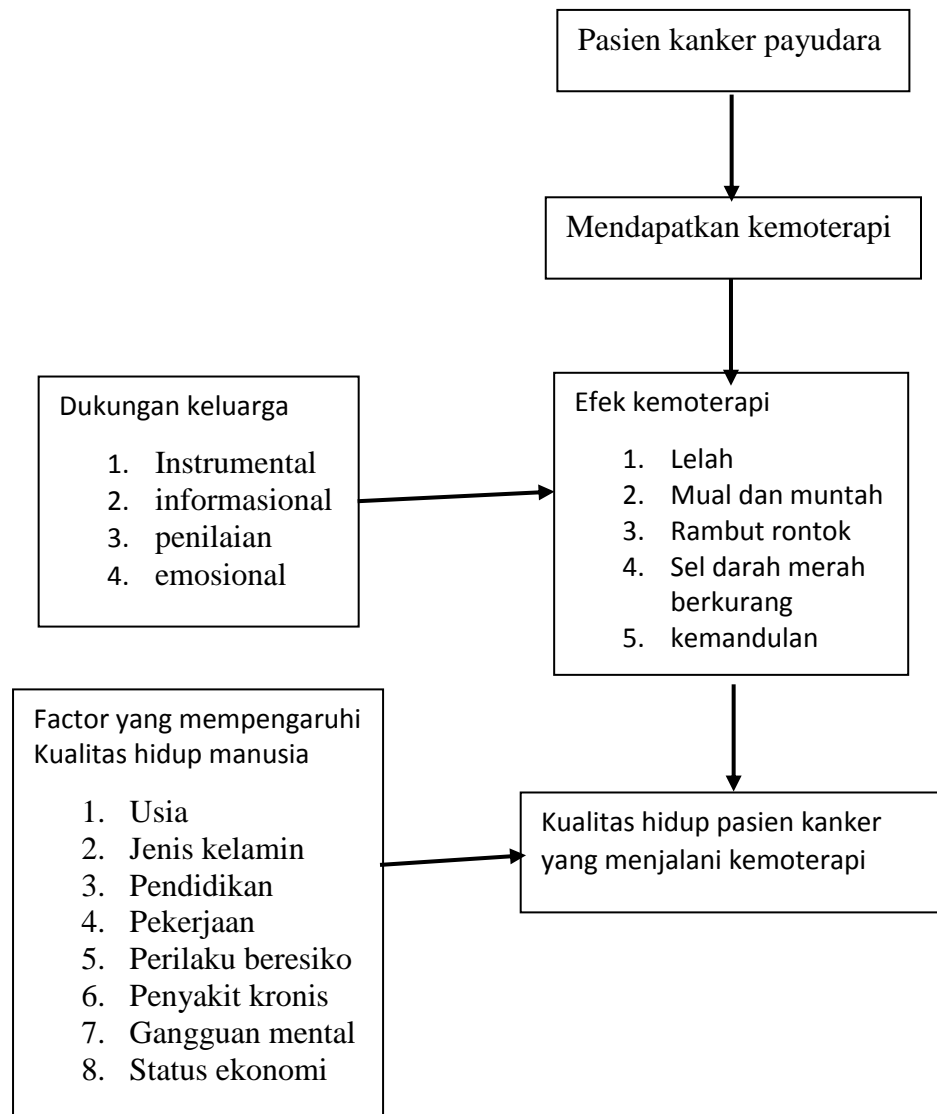 Pasien kanker payudara
Mendapatkan kemoterapi
Dukungan keluarga
1. Instrumental
2. informasional
3. penilaian
4. emosional
Efek kemoterapi
1. Lelah
2. Mual dan muntah
3. Rambut rontok
4. Sel darah merah
berkurang
5. kemandulan
Factor yang mempengaruhi
Kualitas hidup manusia
1. Usia
2. Jenis kelamin
3. Pendidikan
4. Pekerjaan
5. Perilaku beresiko
6. Penyakit kronis
7. Gangguan mental
8. Status ekonomi
Kualitas hidup pasien kanker
yang menjalani kemoterapi